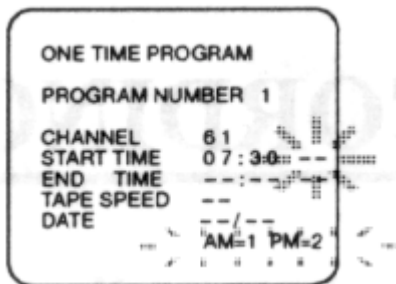 ONE TIME PROGRAM
PROGRAM NUMBER 1
CHANNEL 61
START TIME 07:30 --
END TIME --:-- --
TAPE SPEED --
DATE --/--
AM=1 PM=2